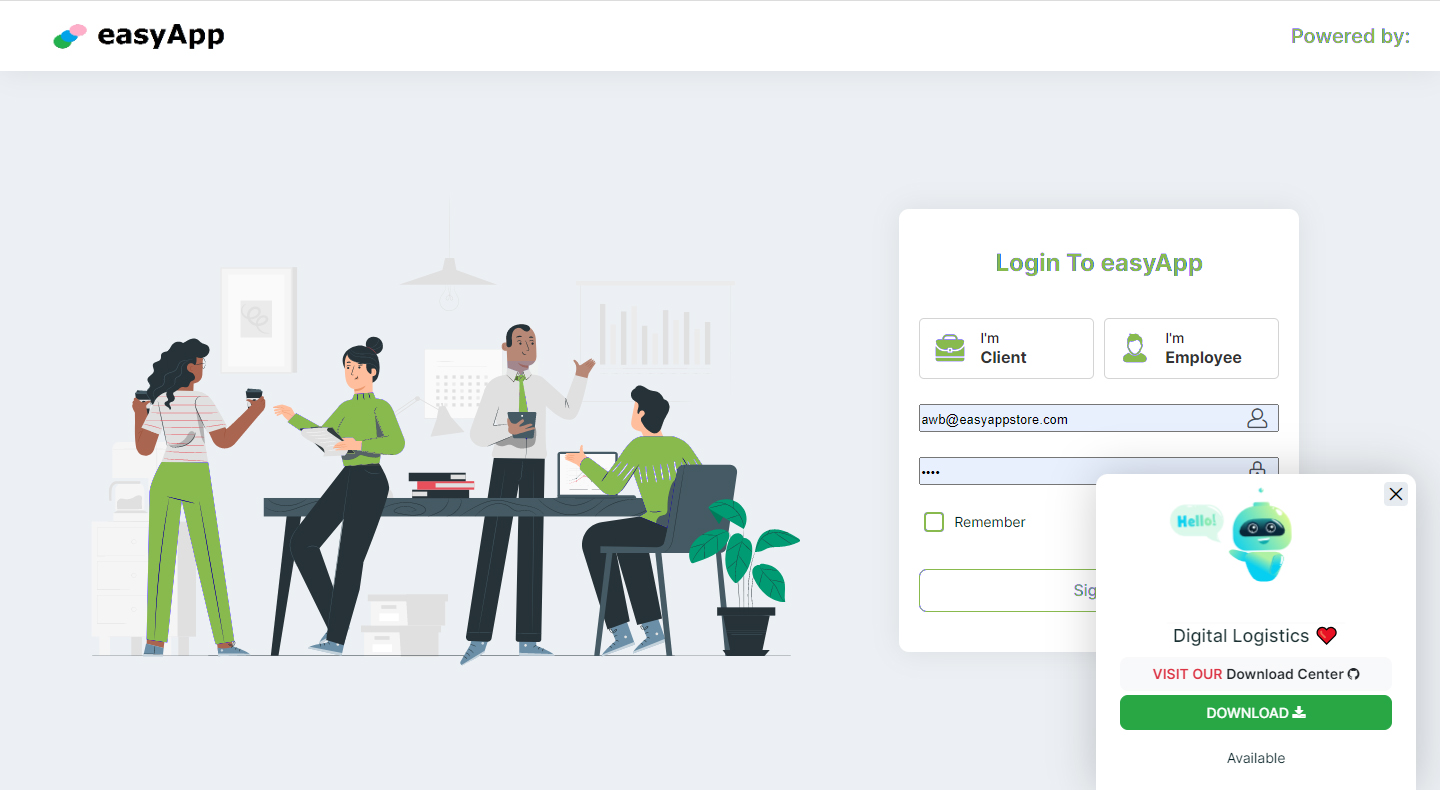 easyApp
Powered by:
Login To easyApp
I'm
Client
I'm
Employee
awb@easyappstore.com
••••
Remember
Sig
Hello!
Digital Logistics ❤️
VISIT OUR Download Center
DOWNLOAD
Available